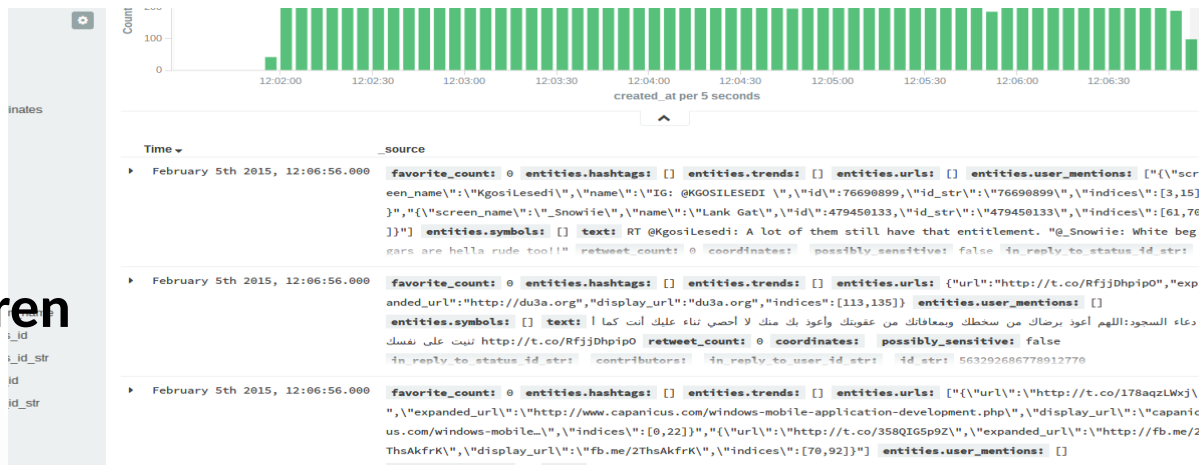 Count
100
0
12:02:00 12:02:30 12:03:00 12:03:30 12:04:00 12:04:30 12:05:00 12:05:30 12:06:00 12:06:30
created_at per 5 seconds
inates
ren
s_id
s_id_str
id
id_str
Time _source
February 5th 2015, 12:06:56.000 favorite_count: 0 entities.hashtags: [] entities.trends: [] entities.urls: [] entities.user_mentions: ["{\"scr
een_name\":\"KgosiLesedi\",\"name\":\"IG: @KGOSILESEDI \",\"id\":76690899,\"id_str\":\"76690899\",\"indices\":[3,15]
}","{\"screen_name\":\"_Snowiie\",\"name\":\"Lank Gat\",\"id\":479450133,\"id_str\":\"479450133\",\"indices\":[61,70
]}"] entities.symbols: [] text: RT @KgosiLesedi: A lot of them still have that entitlement. "@_Snowiie: White beg
gars are hella rude too!!" retweet_count: 0 coordinates: possibly_sensitive: false in_reply_to_status_id_str:
February 5th 2015, 12:06:56.000 favorite_count: 0 entities.hashtags: [] entities.trends: [] entities.urls: {"url":"http://t.co/RfjjDhpipO","exp
anded_url":"http://du3a.org","display_url":"du3a.org","indices":[113,135]} entities.user_mentions: []
entities.symbols: [] text: دعاء السجود:اللهم أعوذ برضاك من سخطك وبمعافاتك من عقوبتك وأعوذ بك منك لا أحصي ثناء عليك أنت كما أ
ثنيت على نفسك http://t.co/RfjjDhpipO retweet_count: 0 coordinates: possibly_sensitive: false
in_reply_to_status_id_str: contributors: in_reply_to_user_id_str: id_str: 563292686778912770
February 5th 2015, 12:06:56.000 favorite_count: 0 entities.hashtags: [] entities.trends: [] entities.urls: ["{\"url\":\"http://t.co/178aqzLWxj\
",\"expanded_url\":\"http://www.capanicus.com/windows-mobile-application-development.php\",\"display_url\":\"capanic
us.com/windows-mobile…\",\"indices\":[0,22]}","{\"url\":\"http://t.co/358QIG5p9Z\",\"expanded_url\":\"http://fb.me/2
ThsAkfrK\",\"display_url\":\"fb.me/2ThsAkfrK\",\"indices\":[70,92]}"] entities.user_mentions: []